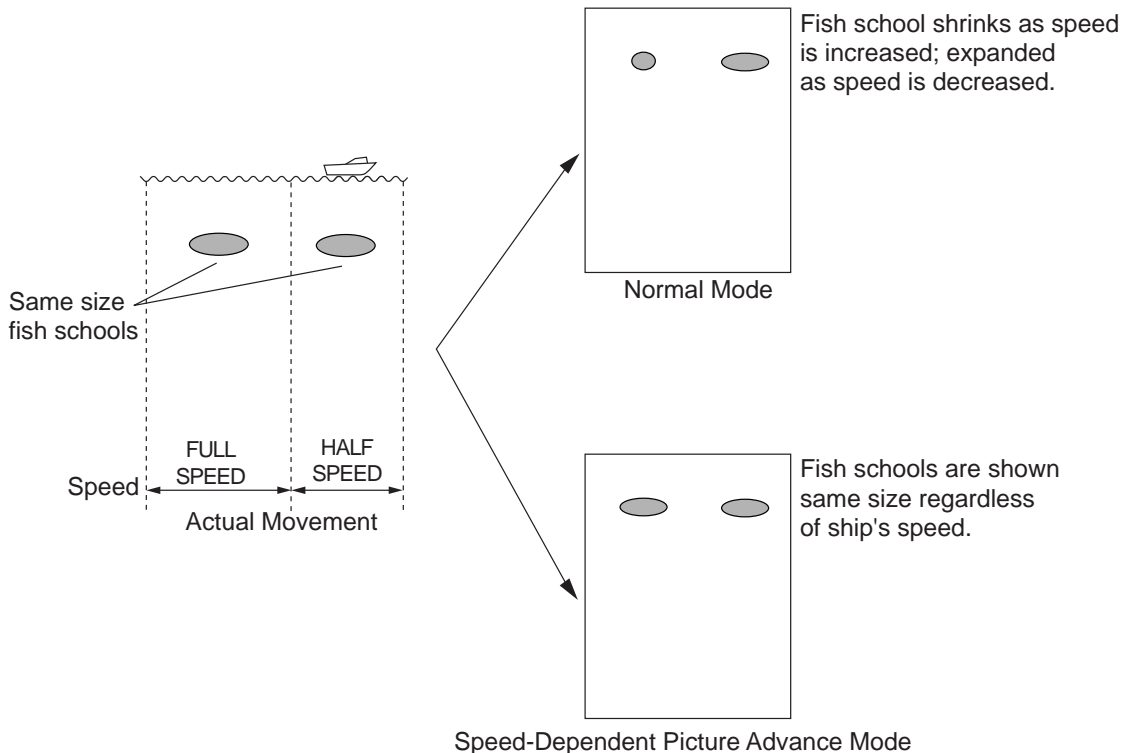 Fish school shrinks as speed
is increased; expanded
as speed is decreased.
Normal Mode
Same size
fish schools
FULL
SPEED
HALF
SPEED
Speed
Actual Movement
Fish schools are shown
same size regardless
of ship's speed.
Speed-Dependent Picture Advance Mode